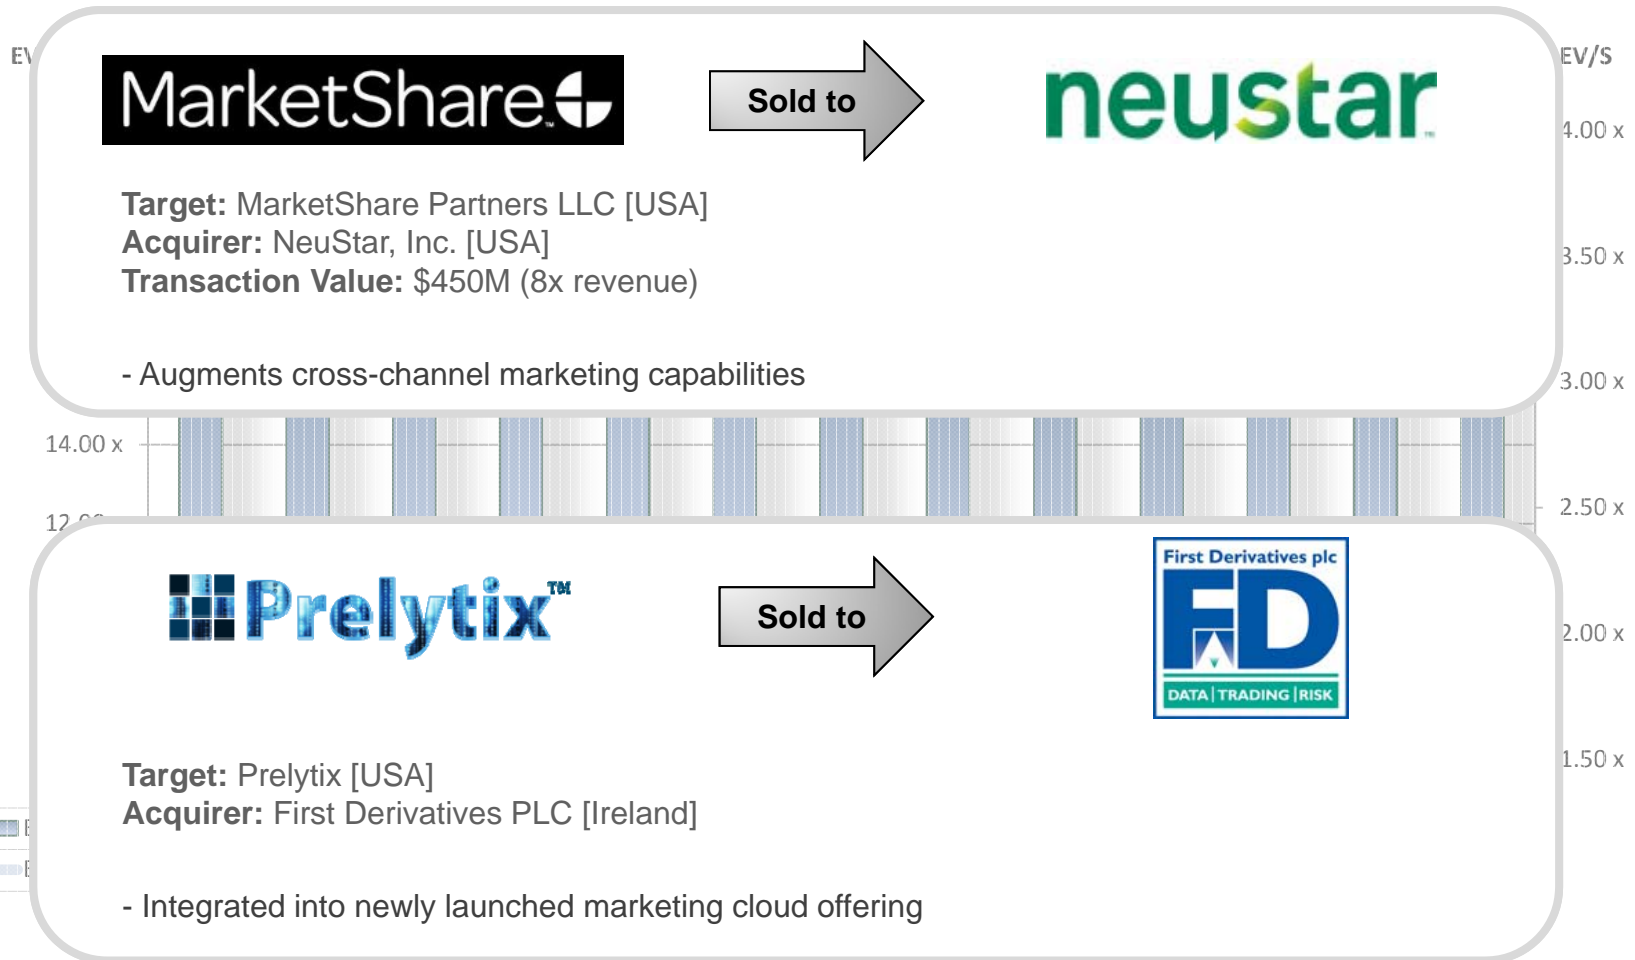 EV/S
MarketShare™
Sold to
neustar™
4.00 x
Target: MarketShare Partners LLC [USA]
Acquirer: NeuStar, Inc. [USA]
3.50 x
Transaction Value: $450M (8x revenue)
- Augments cross-channel marketing capabilities
3.00 x
14.00 x
2.50 x
Prelytix™
Sold to
First Derivatives plc
FD
DATA | TRADING | RISK
2.00 x
Target: Prelytix [USA]
1.50 x
Acquirer: First Derivatives PLC [Ireland]
- Integrated into newly launched marketing cloud offering